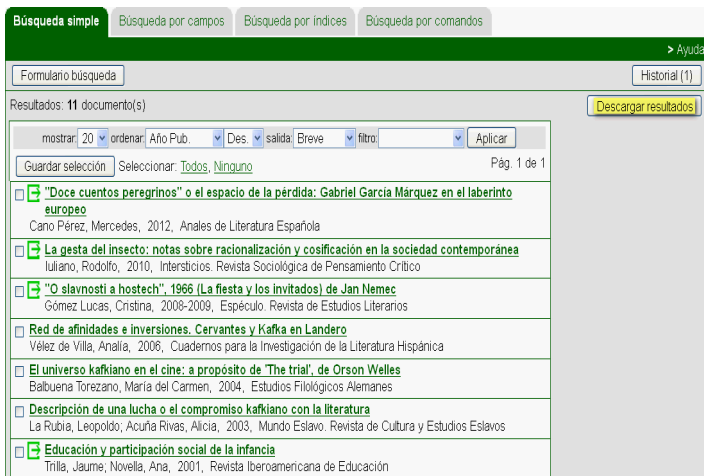 Búsqueda simple Búsqueda por campos Búsqueda por índices Búsqueda por comandos
> Ayuda
Formulario búsqueda Historial (1)
Resultados: 11 documento(s) Descargar resultados
mostrar: 20 ordenar: Año Pub. Des. salida: Breve filtro: Aplicar
Guardar selección Seleccionar: Todos, Ninguno Pág. 1 de 1
"Doce cuentos peregrinos" o el espacio de la pérdida: Gabriel García Márquez en el laberinto
europeo
Cano Pérez, Mercedes, 2012, Anales de Literatura Española
La gesta del insecto: notas sobre racionalización y cosificación en la sociedad contemporánea
Iuliano, Rodolfo, 2010, Intersticios. Revista Sociológica de Pensamiento Crítico
"O slavnosti a hostech", 1966 (La fiesta y los invitados) de Jan Nemec
Gómez Lucas, Cristina, 2008-2009, Espéculo. Revista de Estudios Literarios
Red de afinidades e inversiones. Cervantes y Kafka en Landero
Vélez de Villa, Analía, 2006, Cuadernos para la Investigación de la Literatura Hispánica
El universo kafkiano en el cine: a propósito de 'The trial', de Orson Welles
Balbuena Torezano, María del Carmen, 2004, Estudios Filológicos Alemanes
Descripción de una lucha o el compromiso kafkiano con la literatura
La Rubia, Leopoldo; Acuña Rivas, Alicia, 2003, Mundo Eslavo. Revista de Cultura y Estudios Eslavos
Educación y participación social de la infancia
Trilla, Jaume; Novella, Ana, 2001, Revista Iberoamericana de Educación